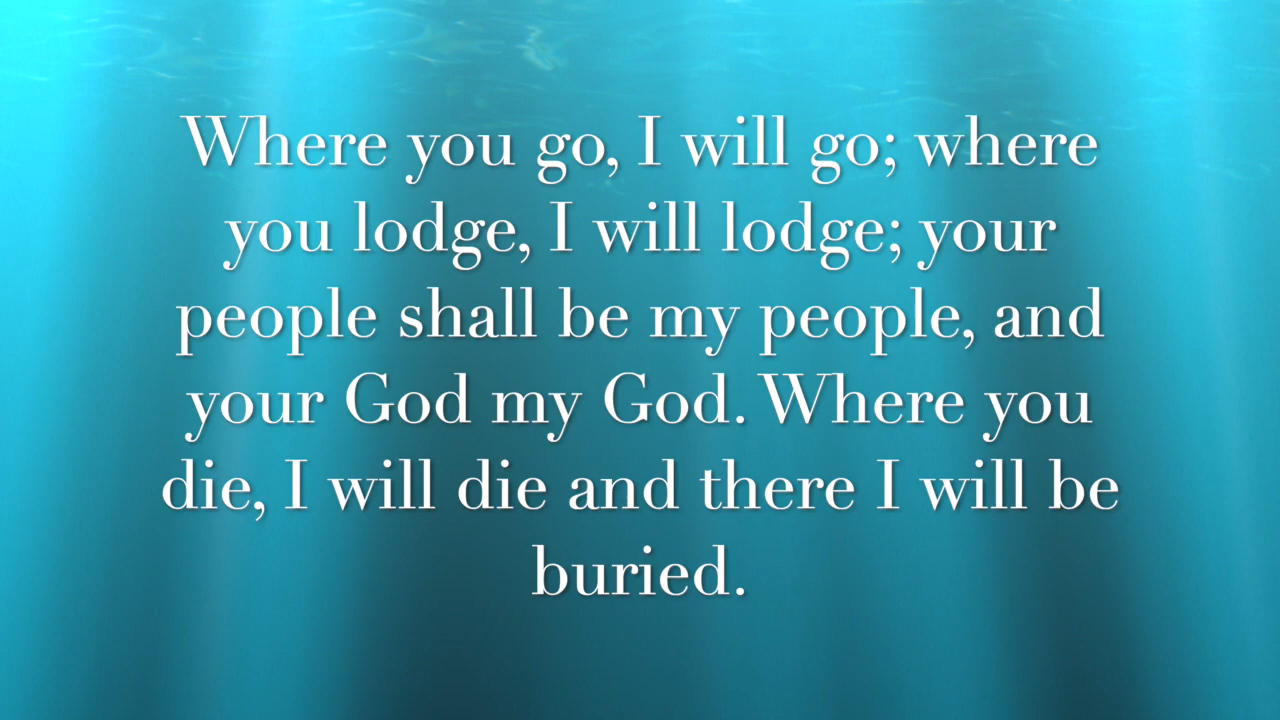 Where you go, I will go; where
you lodge, I will lodge; your
people shall be my people, and
your God my God. Where you
die, I will die and there I will be
buried.